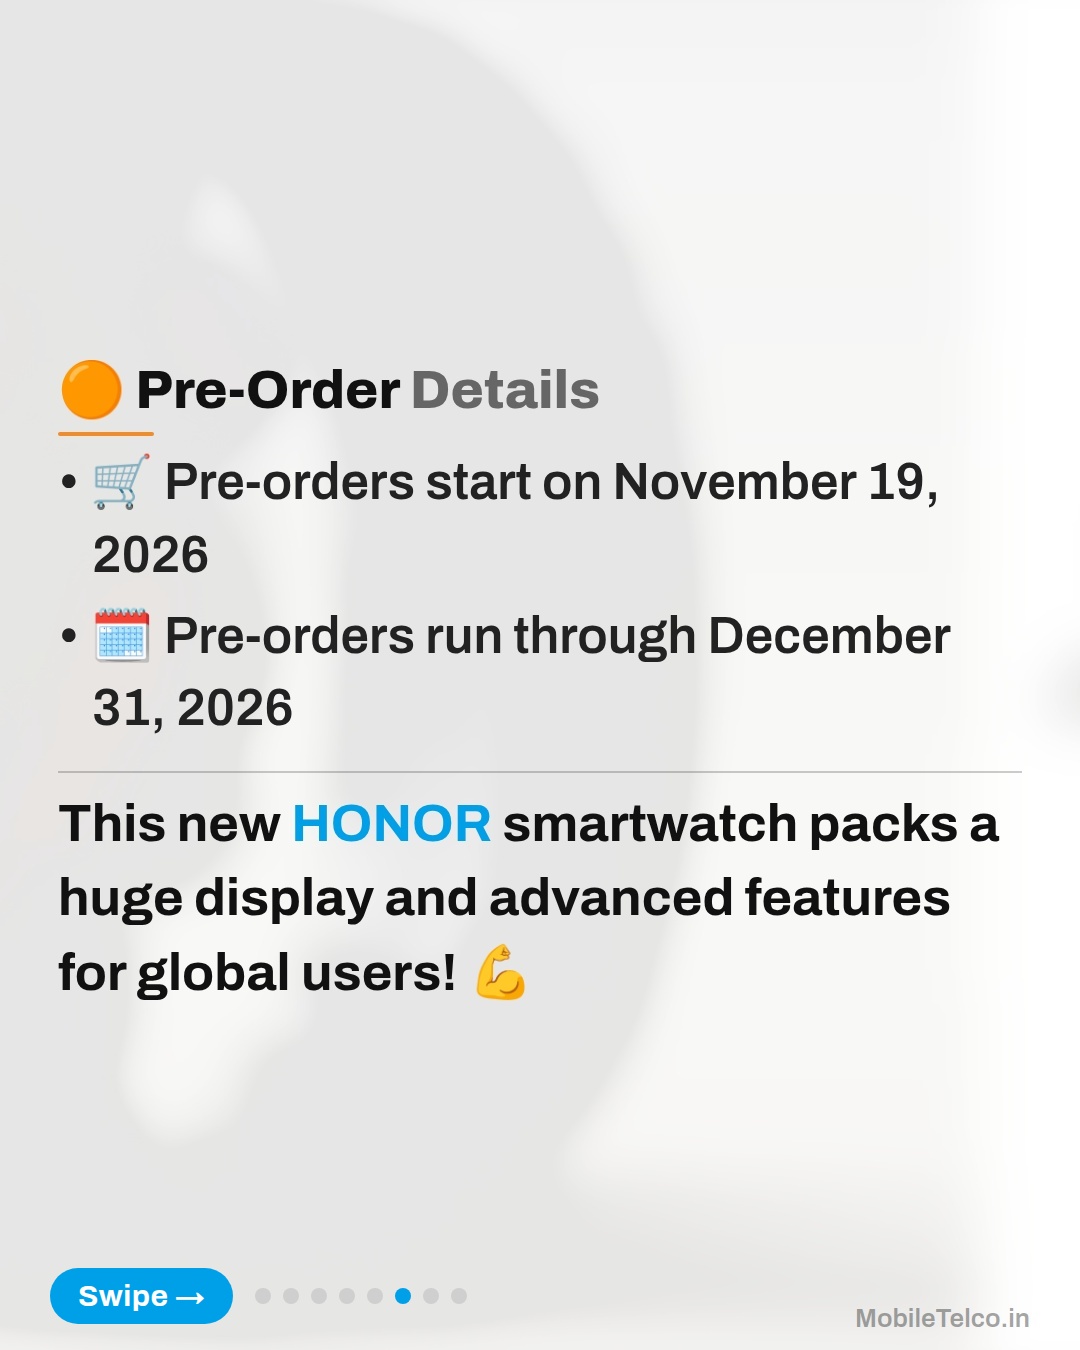 🟠 Pre-Order Details
• 🛒 Pre-orders start on November 19,
2026
• 🗓️ Pre-orders run through December
31, 2026
This new HONOR smartwatch packs a
huge display and advanced features
for global users! 💪
Swipe →
MobileTelco.in